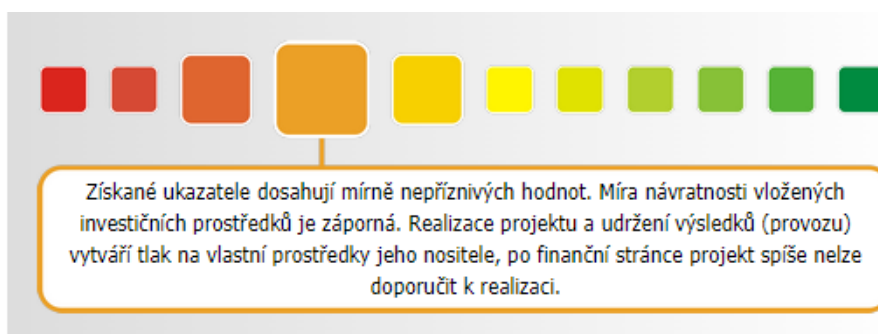 Získané ukazatele dosahují mírně nepříznivých hodnot. Míra návratnosti vložených
investičních prostředků je záporná. Realizace projektu a udržení výsledků (provozu)
vytváří tlak na vlastní prostředky jeho nositele, po finanční stránce projekt spíše nelze
doporučit k realizaci.